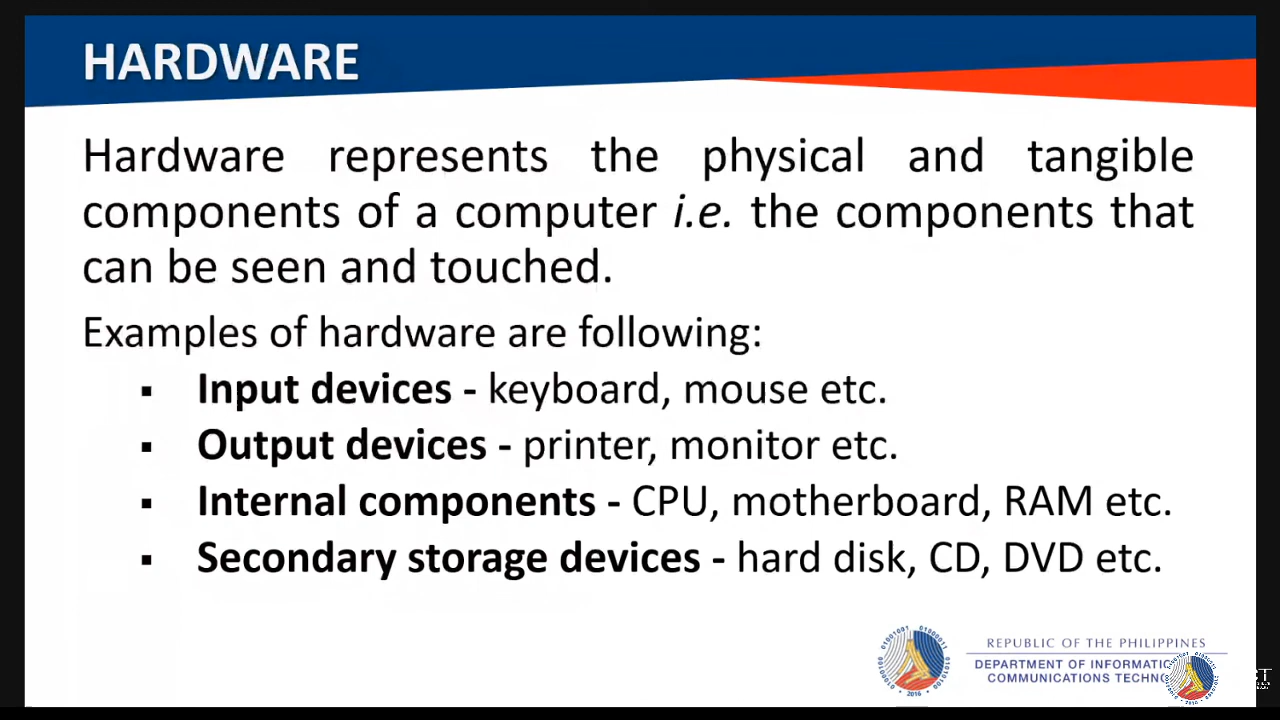 HARDWARE
Hardware represents the physical and tangible
components of a computer i.e. the components that
can be seen and touched.
Examples of hardware are following:
▪ Input devices - keyboard, mouse etc.
▪ Output devices - printer, monitor etc.
▪ Internal components - CPU, motherboard, RAM etc.
▪ Secondary storage devices - hard disk, CD, DVD etc.
REPUBLIC OF THE PHILIPPINES
DEPARTMENT OF
COMMUNICATIONS
2016